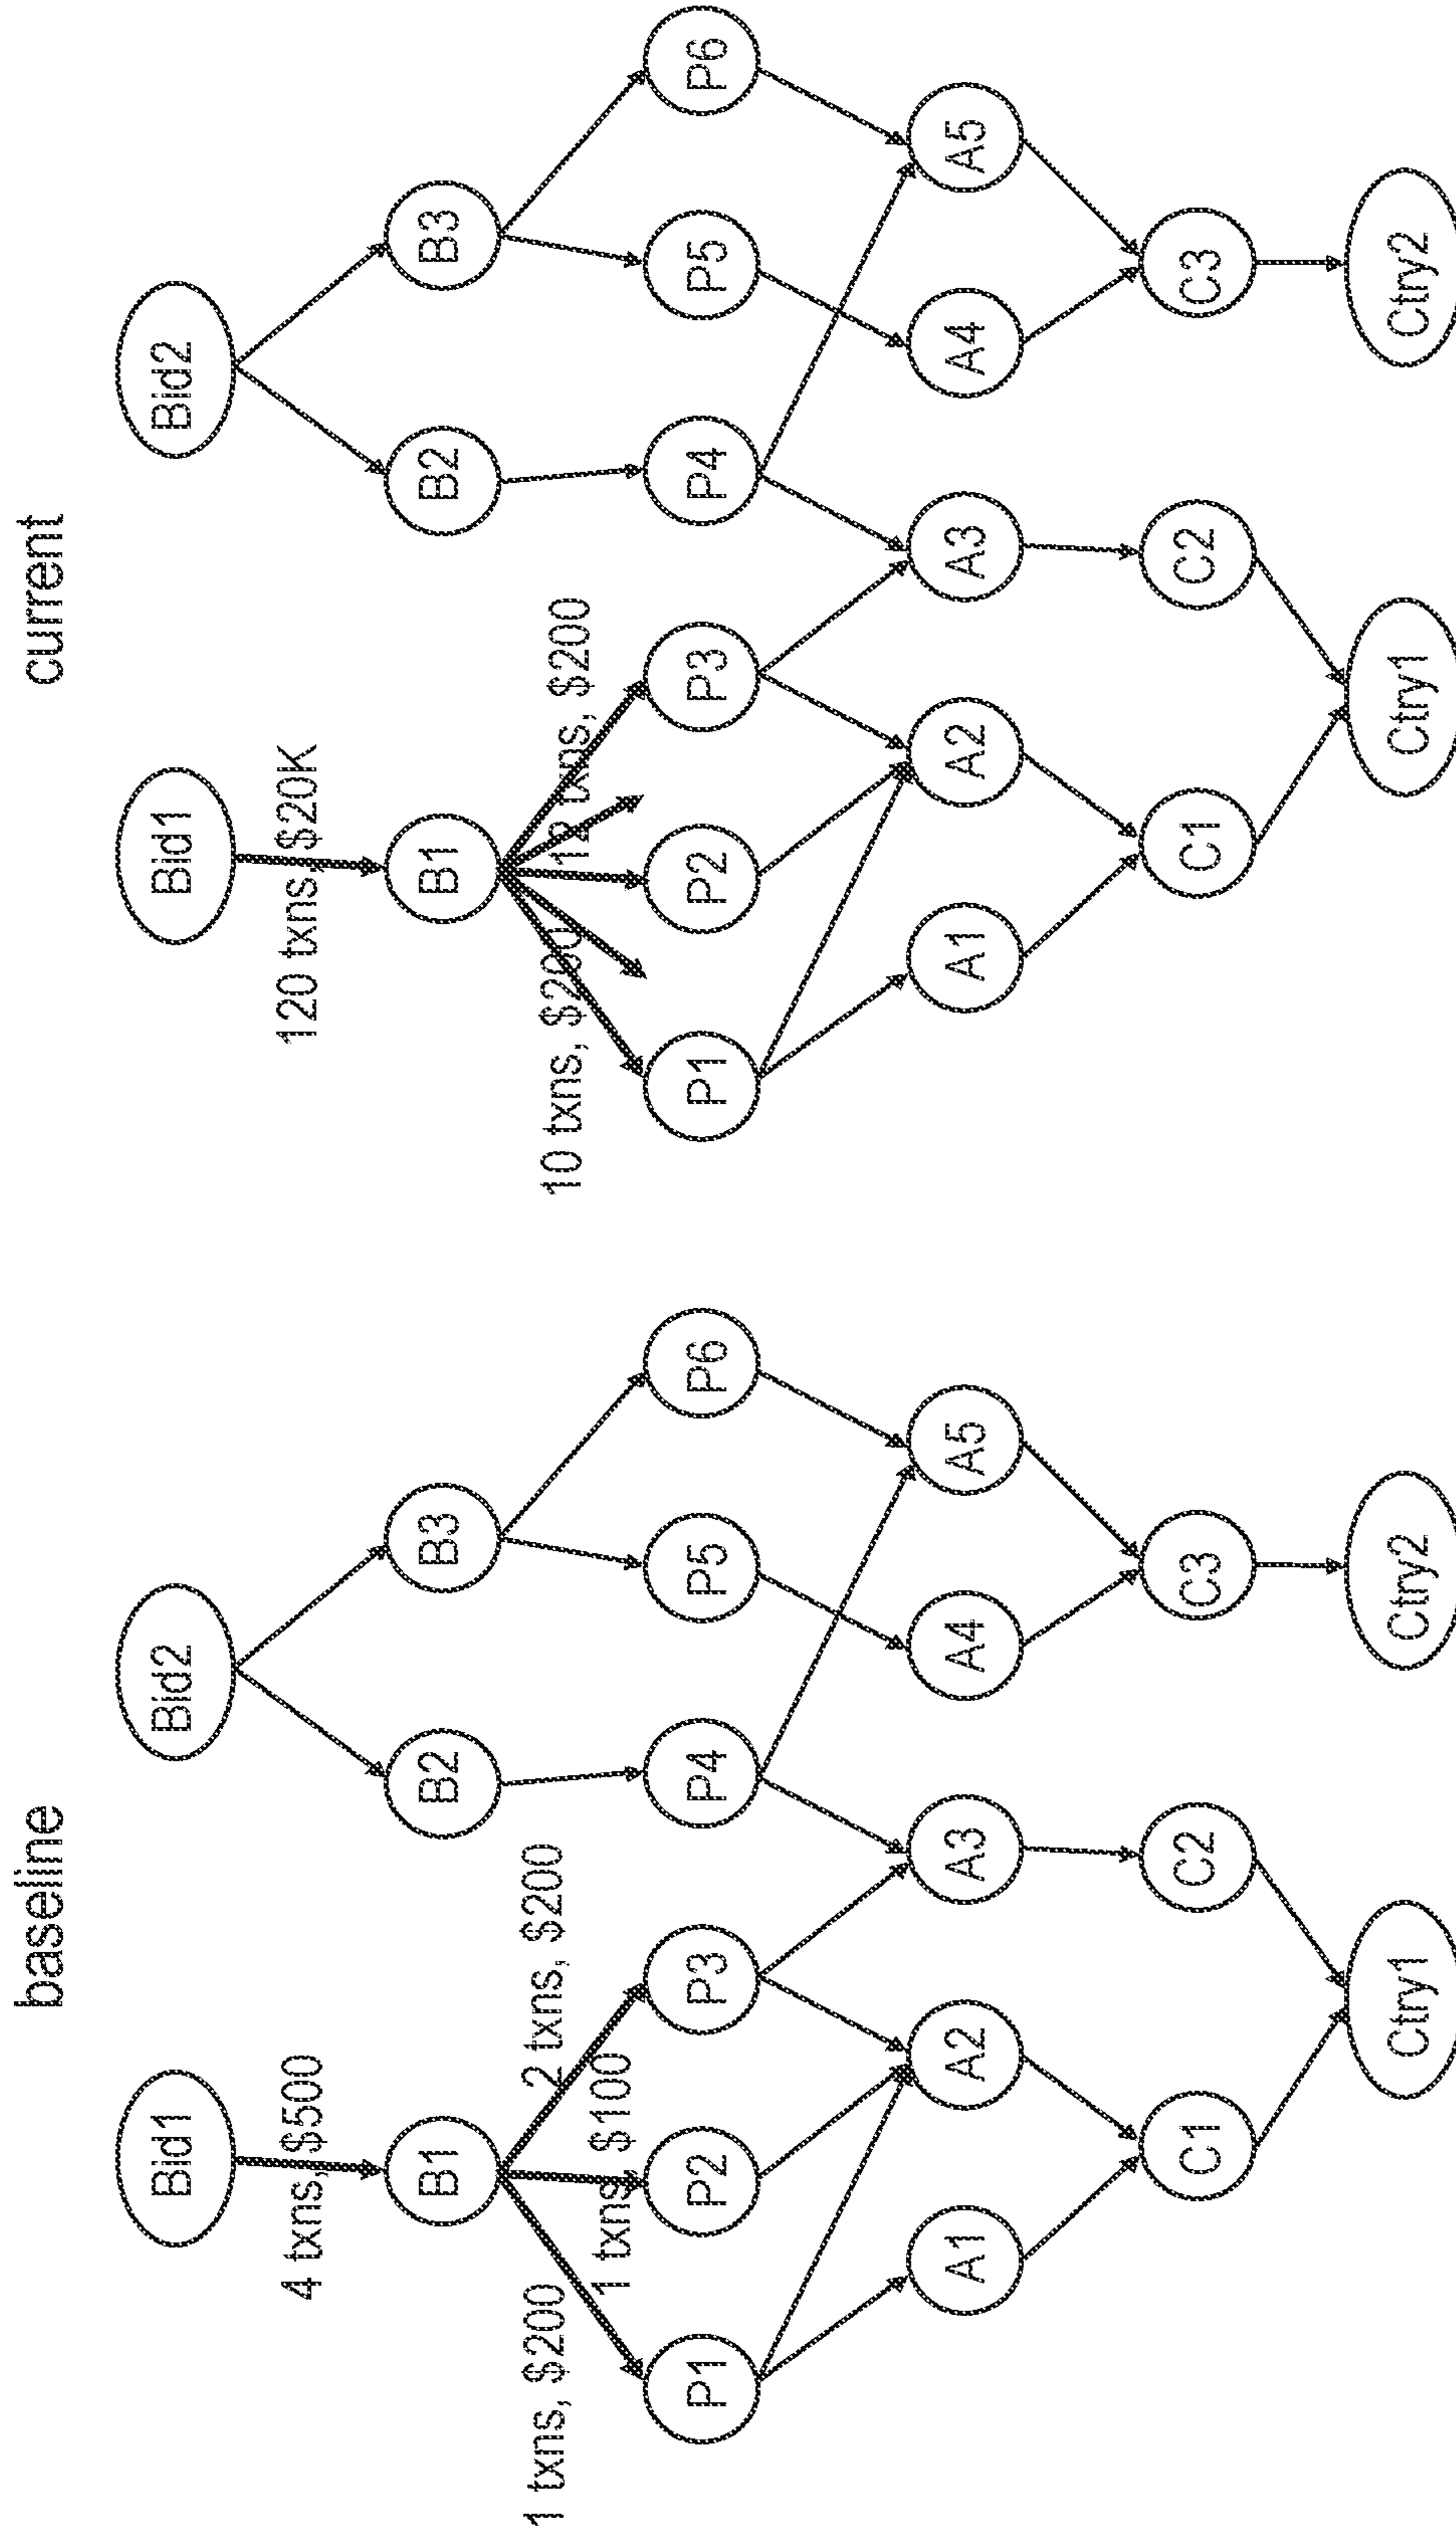 baseline
Bid1
Bid2
4 txns, $500
B1
B2
B3
1 txns, $200
2 txns, $200
1 txns, $100
P1
P2
P3
P4
P5
P6
A1
A2
A3
A4
A5
C1
C2
C3
Ctry1
Ctry2
current
Bid1
Bid2
120 txns, $20K
B1
B2
B3
10 txns, $200
12 txns, $200
P1
P2
P3
P4
P5
P6
A1
A2
A3
A4
A5
C1
C2
C3
Ctry1
Ctry2